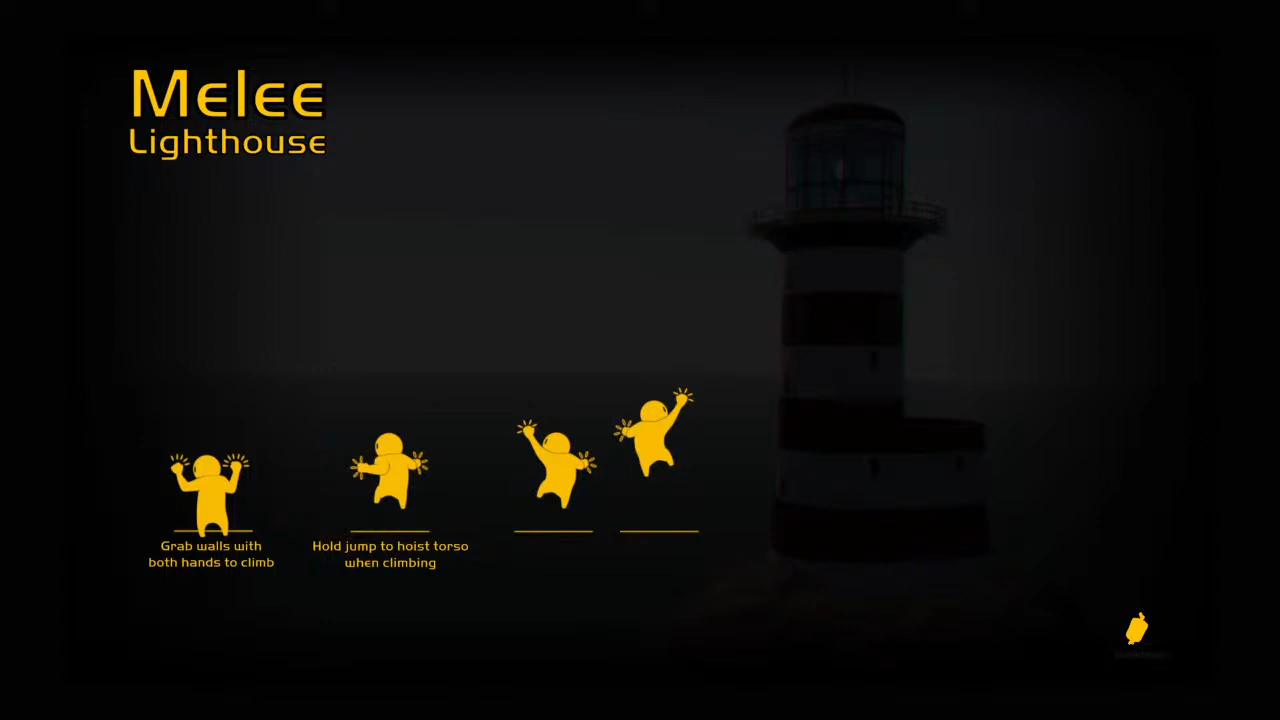 Melee
Lighthouse
Grab walls with
both hands to climb
Hold jump to hoist torso
when climbing